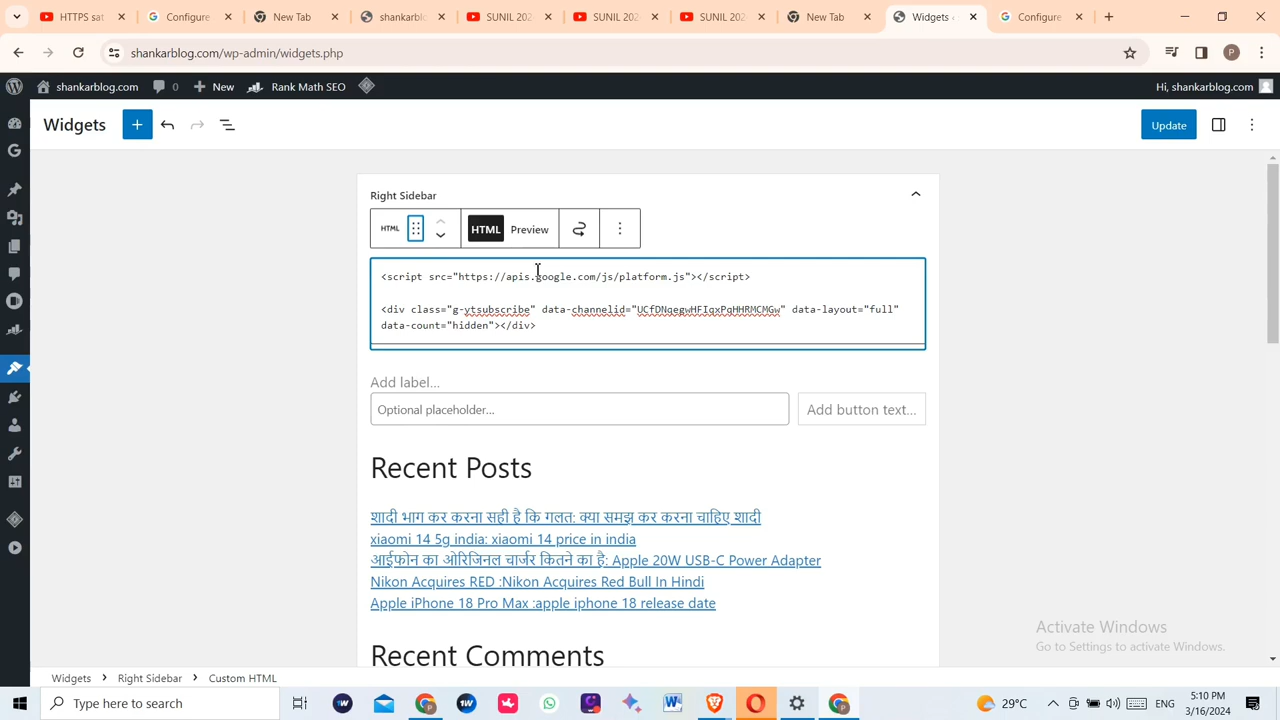 HTTPS sat
Configure
New Tab
shankarblo
SUNIL 202
SUNIL 202
SUNIL 202
New Tab
Widgets
Configure
shankarblog.com/wp-admin/widgets.php
P
shankarblog.com
0
New
Rank Math SEO
Hi, shankarblog.com
Widgets
Update
Right Sidebar
HTML
HTML
Preview
<script src="https://apis.google.com/js/platform.js"></script>
<div class="g-ytsubscribe" data-channelid="UCfDNqegwHFIqxPqHHRMCMGw" data-layout="full"
data-count="hidden"></div>
Add label...
Optional placeholder...
Add button text...
Recent Posts
शादी भाग कर करना सही है कि गलत: क्या समझ कर करना चाहिए शादी
xiaomi 14 5g india: xiaomi 14 price in india
आईफोन का ओरिजिनल चार्जर कितने का है: Apple 20W USB-C Power Adapter
Nikon Acquires RED :Nikon Acquires Red Bull In Hindi
Apple iPhone 18 Pro Max :apple iphone 18 release date
Recent Comments
Activate Windows
Go to Settings to activate Windows.
Widgets
Right Sidebar
Custom HTML
Type here to search
29°C
ENG
5:10 PM
3/16/2024